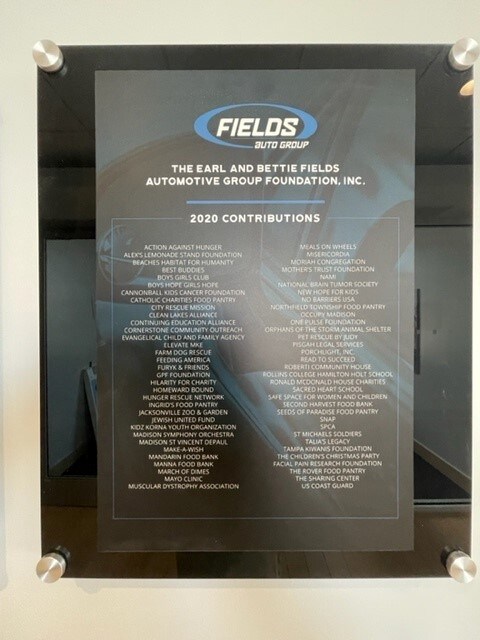 FIELDS
AUTO GROUP
THE EARL AND BETTIE FIELDS
AUTOMOTIVE GROUP FOUNDATION, INC.
2020 CONTRIBUTIONS
ACTION AGAINST HUNGER
ALEX'S LEMONADE STAND FOUNDATION
BEACHES HABITAT FOR HUMANITY
BEST BUDDIES
BOYS GIRLS CLUB
BOYS HOPE GIRLS HOPE
CANNONBALL KIDS CANCER FOUNDATION
CATHOLIC CHARITIES FOOD PANTRY
CITY RESCUE MISSION
CLEAN LAKES ALLIANCE
CONTINUING EDUCATION ALLIANCE
CORNERSTONE COMMUNITY OUTREACH
EVANGELICAL CHILD AND FAMILY AGENCY
ELEVATE MKE
FARM DOG RESCUE
FEEDING AMERICA
FURYK & FRIENDS
GPF FOUNDATION
HILARITY FOR CHARITY
HOMEWARD BOUND
HUNGER RESCUE NETWORK
INGRID'S FOOD PANTRY
JACKSONVILLE ZOO & GARDEN
JEWISH UNITED FUND
KIDZ KORNA YOUTH ORGANIZATION
MADISON SYMPHONY ORCHESTRA
MADISON ST VINCENT DEPAUL
MAKE-A-WISH
MANDARIN FOOD BANK
MANNA FOOD BANK
MARCH OF DIMES
MAYO CLINIC
MUSCULAR DYSTROPHY ASSOCIATION
MEALS ON WHEELS
MISERICORDIA
MORIAH CONGREGATION
MOTHER'S TRUST FOUNDATION
NAMI
NATIONAL BRAIN TUMOR SOCIETY
NEW HOPE FOR KIDS
NO BARRIERS USA
NORTHFIELD TOWNSHIP FOOD PANTRY
OCCUPY MADISON
ONEPULSE FOUNDATION
ORPHANS OF THE STORM ANIMAL SHELTER
PET RESCUE BY JUDY
PISGAH LEGAL SERVICES
PORCHLIGHT, INC.
READ TO SUCCEED
ROBERTI COMMUNITY HOUSE
ROLLINS COLLEGE HAMILTON HOLT SCHOOL
RONALD MCDONALD HOUSE CHARITIES
SACRED HEART-SCHOOL
SAFE SPACE FOR WOMEN AND CHILDREN
SECOND HARVEST FOOD BANK
SEEDS OF PARADISE FOOD PANTRY
SNAP
SPCA
ST MICHAELS SOLDIERS
TALIA'S LEGACY
TAMPA KIWANIS FOUNDATION
THE CHILDREN'S CHRISTMAS PARTY
FACIAL PAIN RESEARCH FOUNDATION
THE ROVER FOOD PANTRY
THE SHARING CENTER
US COAST GUARD